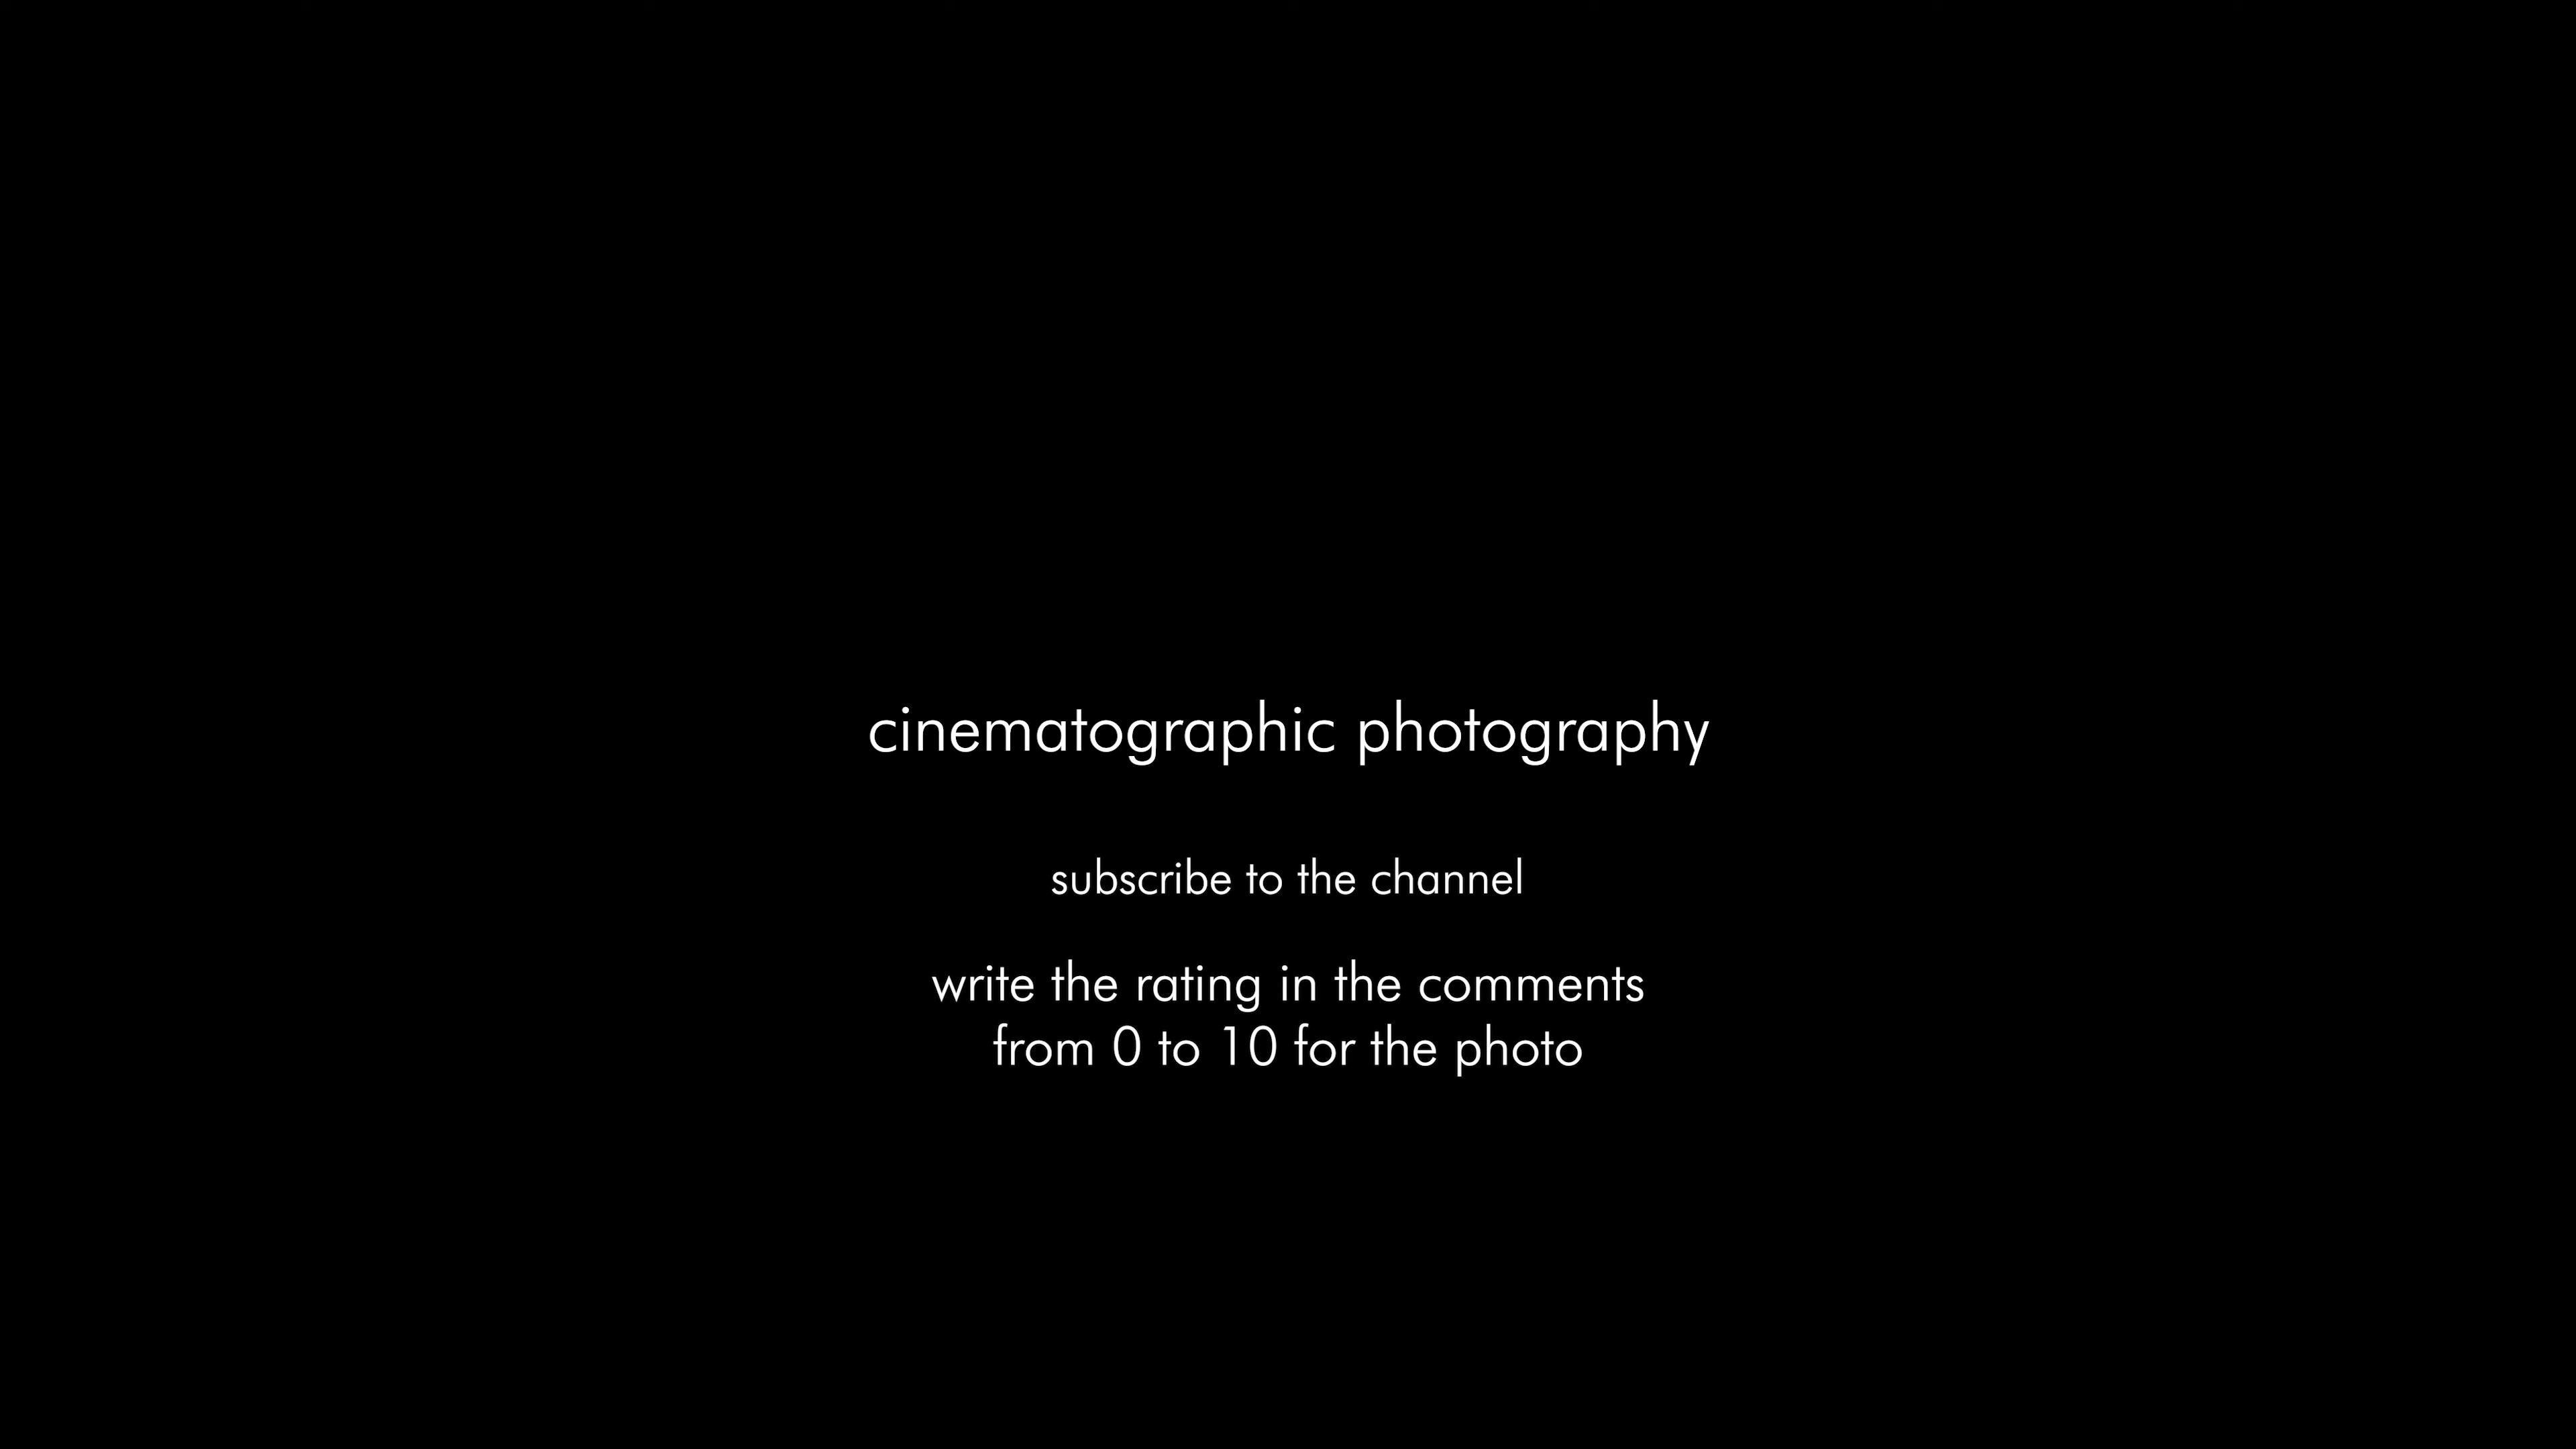 cinematographic photography
subscribe to the channel
write the rating in the comments
from 0 to 10 for the photo